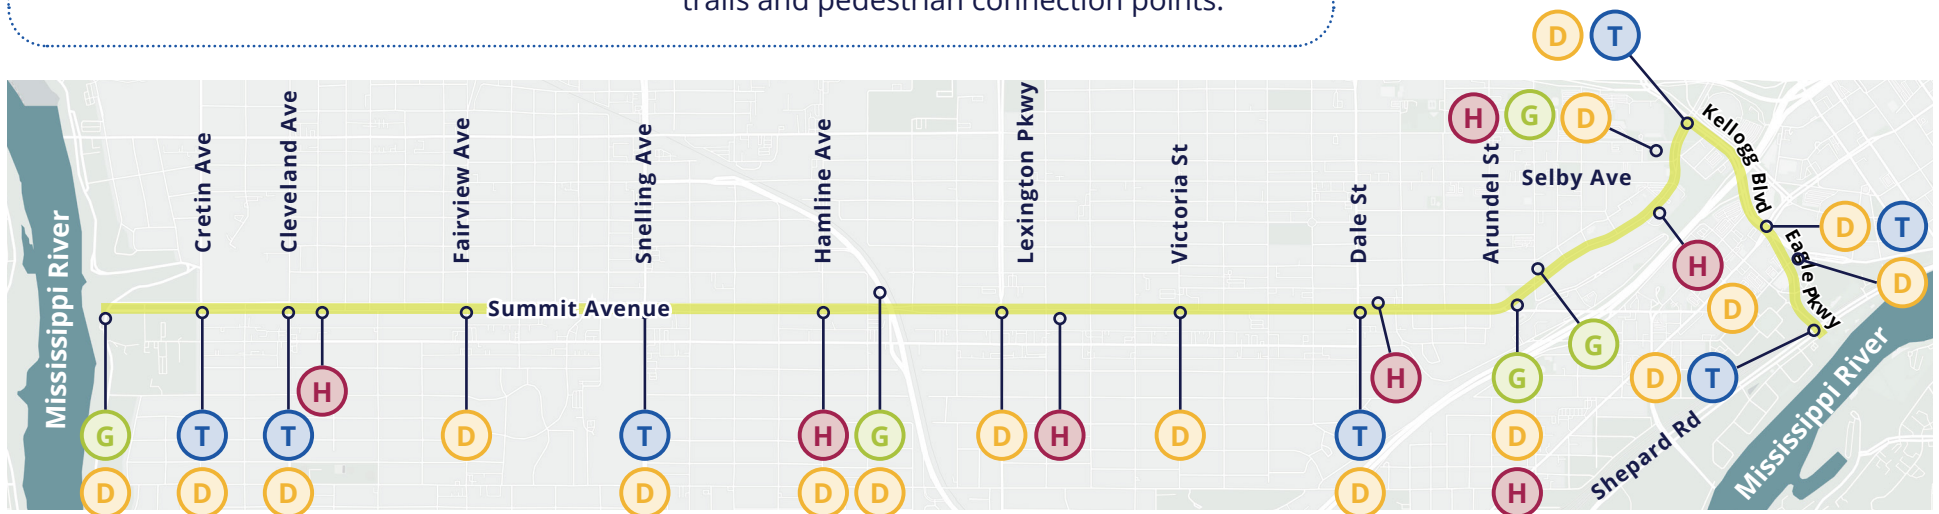 trails and pedestrian connection points.
D T
H G D
Kellogg Blvd
Cretin Ave
Cleveland Ave
Fairview Ave
Snelling Ave
Hamline Ave
Lexington Pkwy
Victoria St
Dale St
Arundel St
Selby Ave
D T
Eagle Pkwy
Mississippi River
Summit Avenue
H
D
D
G
H
H
G
D T
G
T
T
D
T
H G
D H
D
T
D
Shepard Rd
Mississippi River
D
D
D
D
D D
D
H